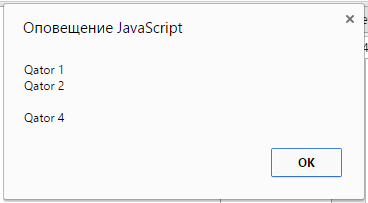 Оповещение JavaScript
Qator 1
Qator 2
Qator 4
OK